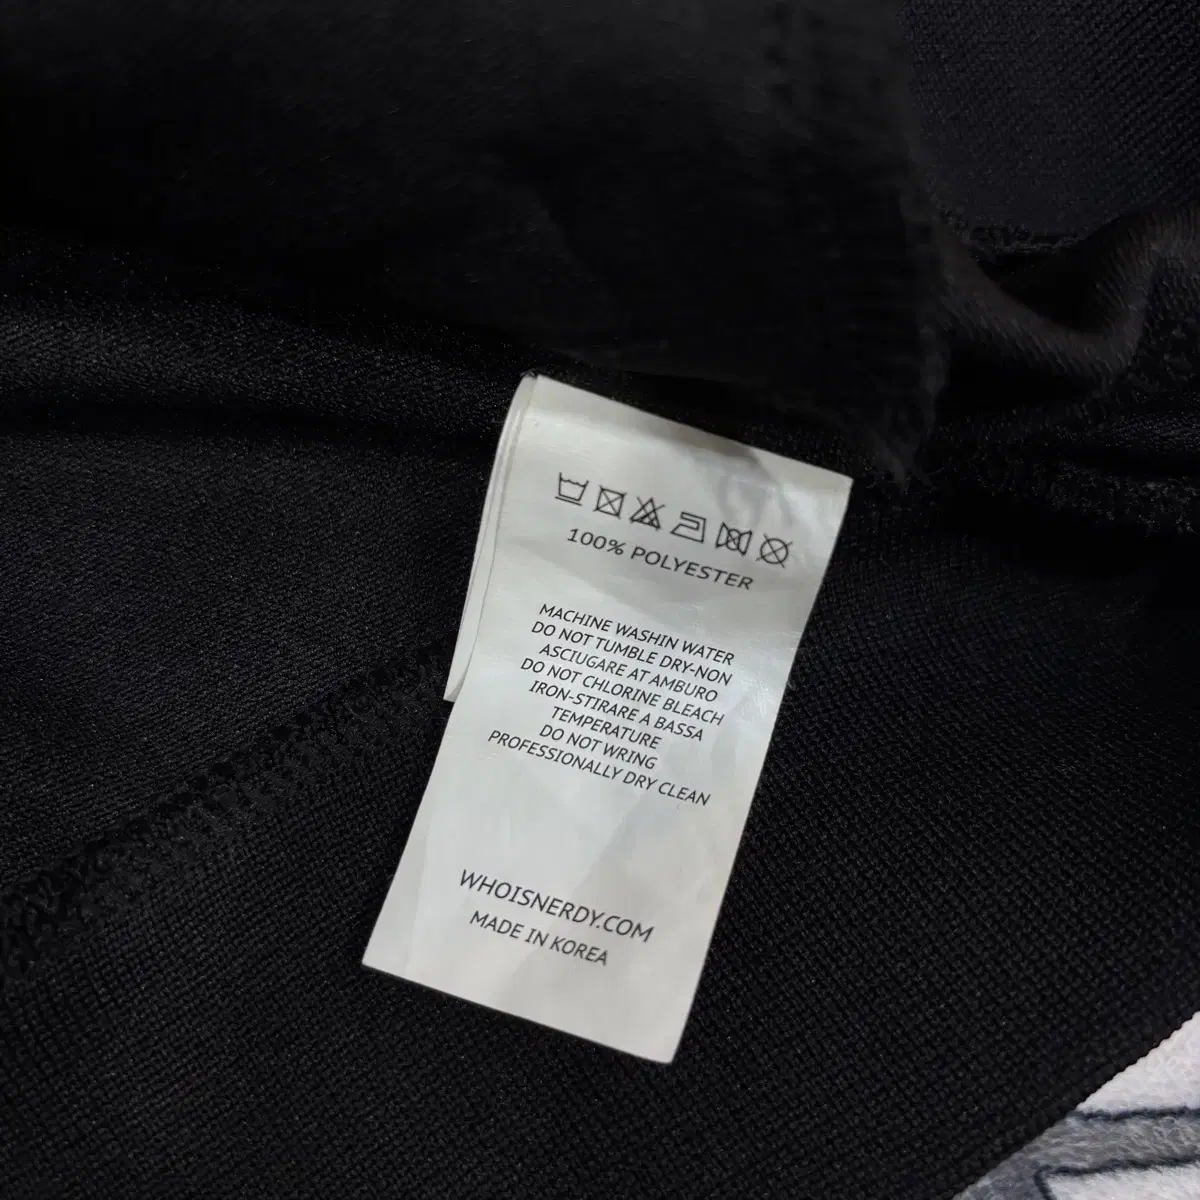 100% POLYESTER
MACHINE WASHIN WATER
DO NOT TUMBLE DRY-NON
ASCIUGARE AT AMBURO
DO NOT CHLORINE BLEACH
IRON-STIRARE A BASSA
TEMPERATURE
DO NOT WRING
PROFESSIONALLY DRY CLEAN
WHOISNERDY.COM
MADE IN KOREA